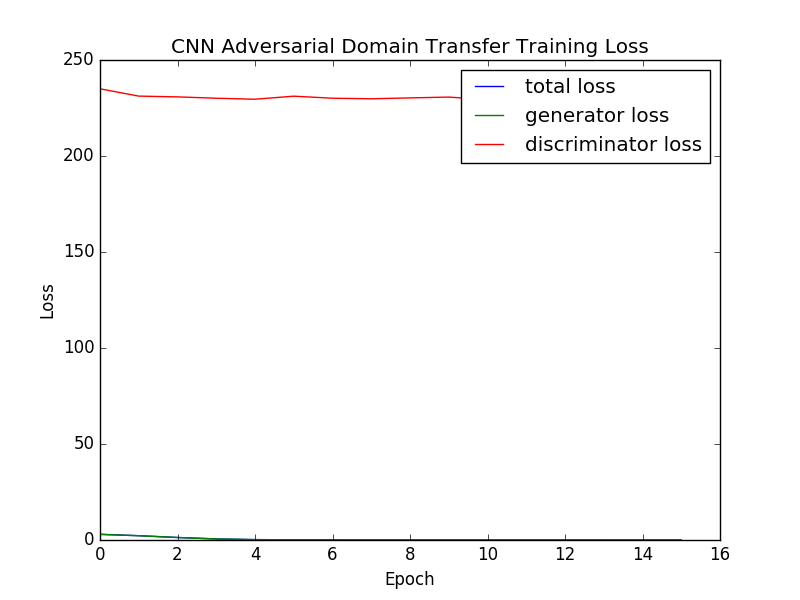 CNN Adversarial Domain Transfer Training Loss
250
200
150
100
50
0
Loss
total loss
generator loss
discriminator loss
0 2 4 6 8 10 12 14 16
Epoch